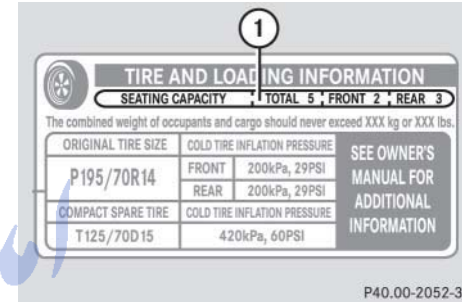 1
TIRE AND LOADING INFORMATION
SEATING CAPACITY TOTAL 5 FRONT 2 REAR 3
The combined weight of occupants and cargo should never exceed XXX kg or XXX lbs.
ORIGINAL TIRE SIZE COLD TIRE INFLATION PRESSURE
P195/70R14 FRONT 200kPa, 29PSI
REAR 200kPa, 29PSI
COMPACT SPARE TIRE COLD TIRE INFLATION PRESSURE
T125/70D15 420kPa, 60PSI
SEE OWNER'S
MANUAL FOR
ADDITIONAL
INFORMATION
P40.00-2052-3